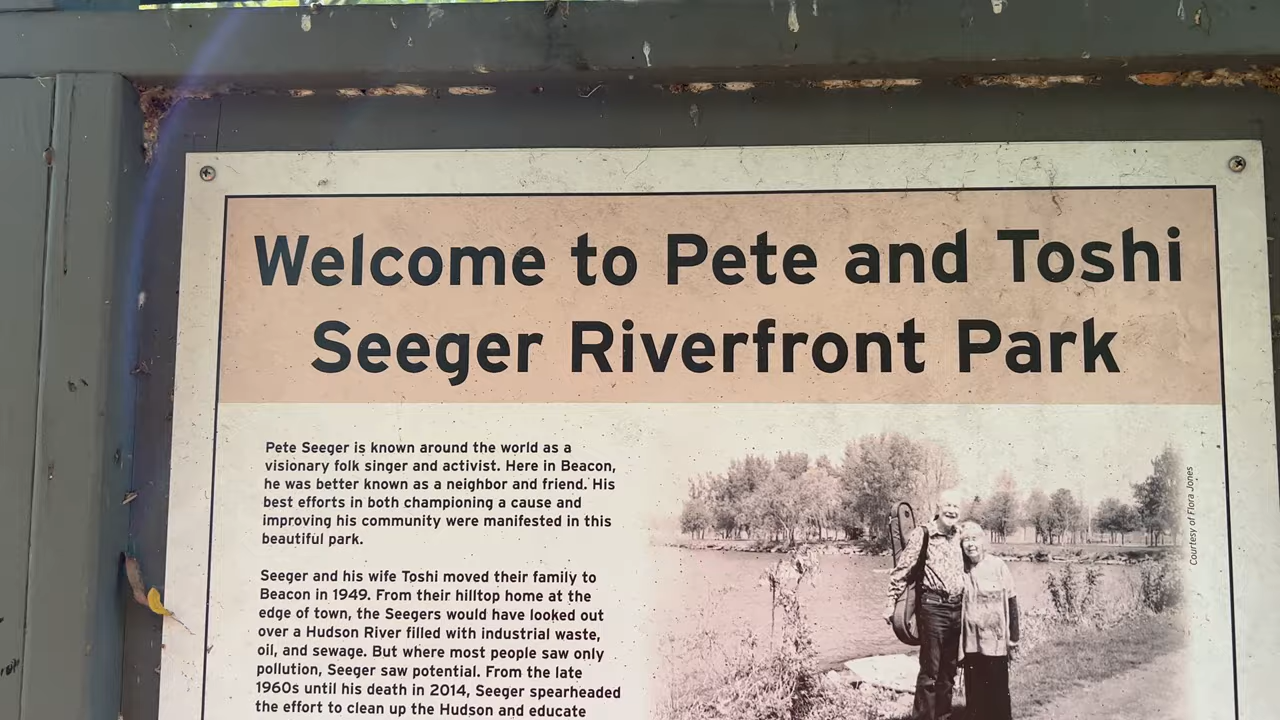 Welcome to Pete and Toshi
Seeger Riverfront Park
Pete Seeger is known around the world as a
visionary folk singer and activist. Here in Beacon,
he was better known as a neighbor and friend. His
best efforts in both championing a cause and
improving his community were manifested in this
beautiful park.
Seeger and his wife Toshi moved their family to
Beacon in 1949. From their hilltop home at the
edge of town, the Seegers would have looked out
over a Hudson River filled with industrial waste,
oil, and sewage. But where most people saw only
pollution, Seeger saw potential. From the late
1960s until his death in 2014, Seeger spearheaded
the effort to clean up the Hudson and educate
Courtesy of Flora Jones